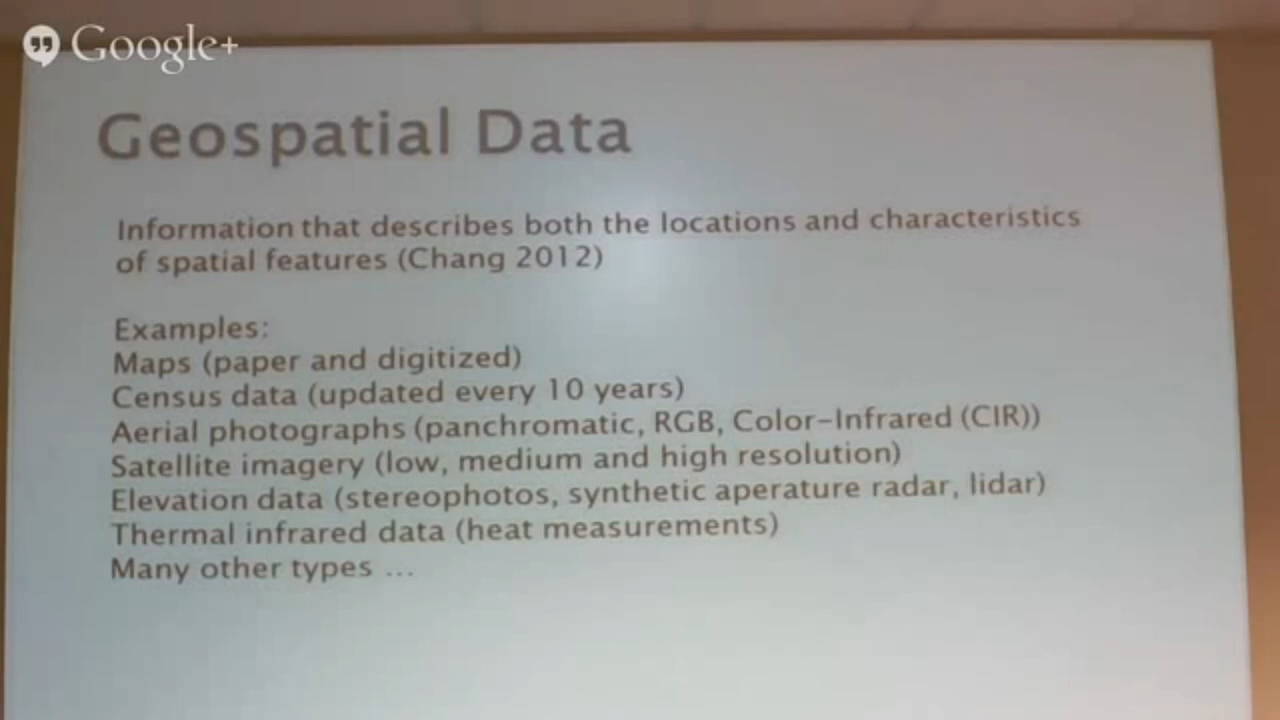 Google+
Geospatial Data
Information that describes both the locations and characteristics
of spatial features (Chang 2012)
Examples:
Maps (paper and digitized)
Census data (updated every 10 years)
Aerial photographs (panchromatic, RGB, Color-Infrared (CIR))
Satellite imagery (low, medium and high resolution)
Elevation data (stereophotos, synthetic aperature radar, lidar)
Thermal infrared data (heat measurements)
Many other types ...